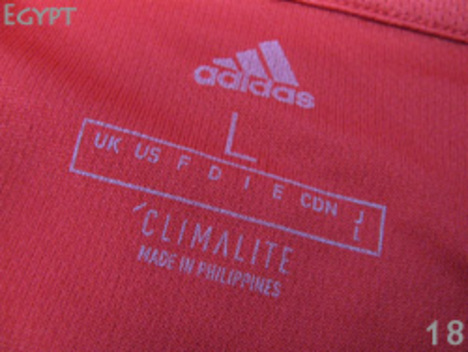 EGYPT
adidas
L
UK US F D I E CDN J
L
CLIMALITE
MADE IN PHILIPPINES
18